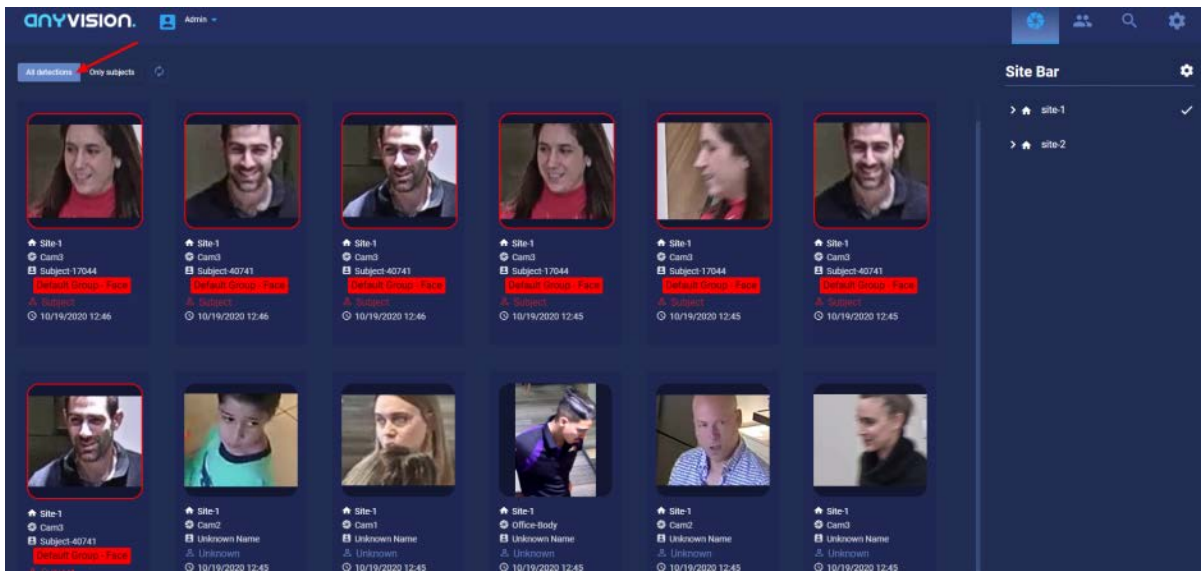 anyvision.
Admin
All detections Only subjects
Site Bar
site-1
site-2
Site-1
Cam3
Subject-17044
Default Group - Face
Subject
10/19/2020 12:46
Site-1
Cam3
Subject-40741
Default Group - Face
Subject
10/19/2020 12:46
Site-1
Cam3
Subject-40741
Default Group - Face
Subject
10/19/2020 12:46
Site-1
Cam3
Subject-17044
Default Group - Face
Subject
10/19/2020 12:45
Site-1
Cam3
Subject-17044
Default Group - Face
Subject
10/19/2020 12:45
Site-1
Cam3
Subject-40741
Default Group - Face
Subject
10/19/2020 12:45
Site-1
Cam3
Subject-40741
Default Group - Face
Subject
Site-1
Cam2
Unknown Name
Unknown
10/19/2020 12:45
Site-1
Cam1
Unknown Name
Unknown
10/19/2020 12:45
Site-1
Office-Body
Unknown Name
Unknown
10/19/2020 12:45
Site-1
Cam2
Unknown Name
Unknown
10/19/2020 12:45
Site-1
Cam3
Unknown Name
Unknown
10/19/2020 12:45